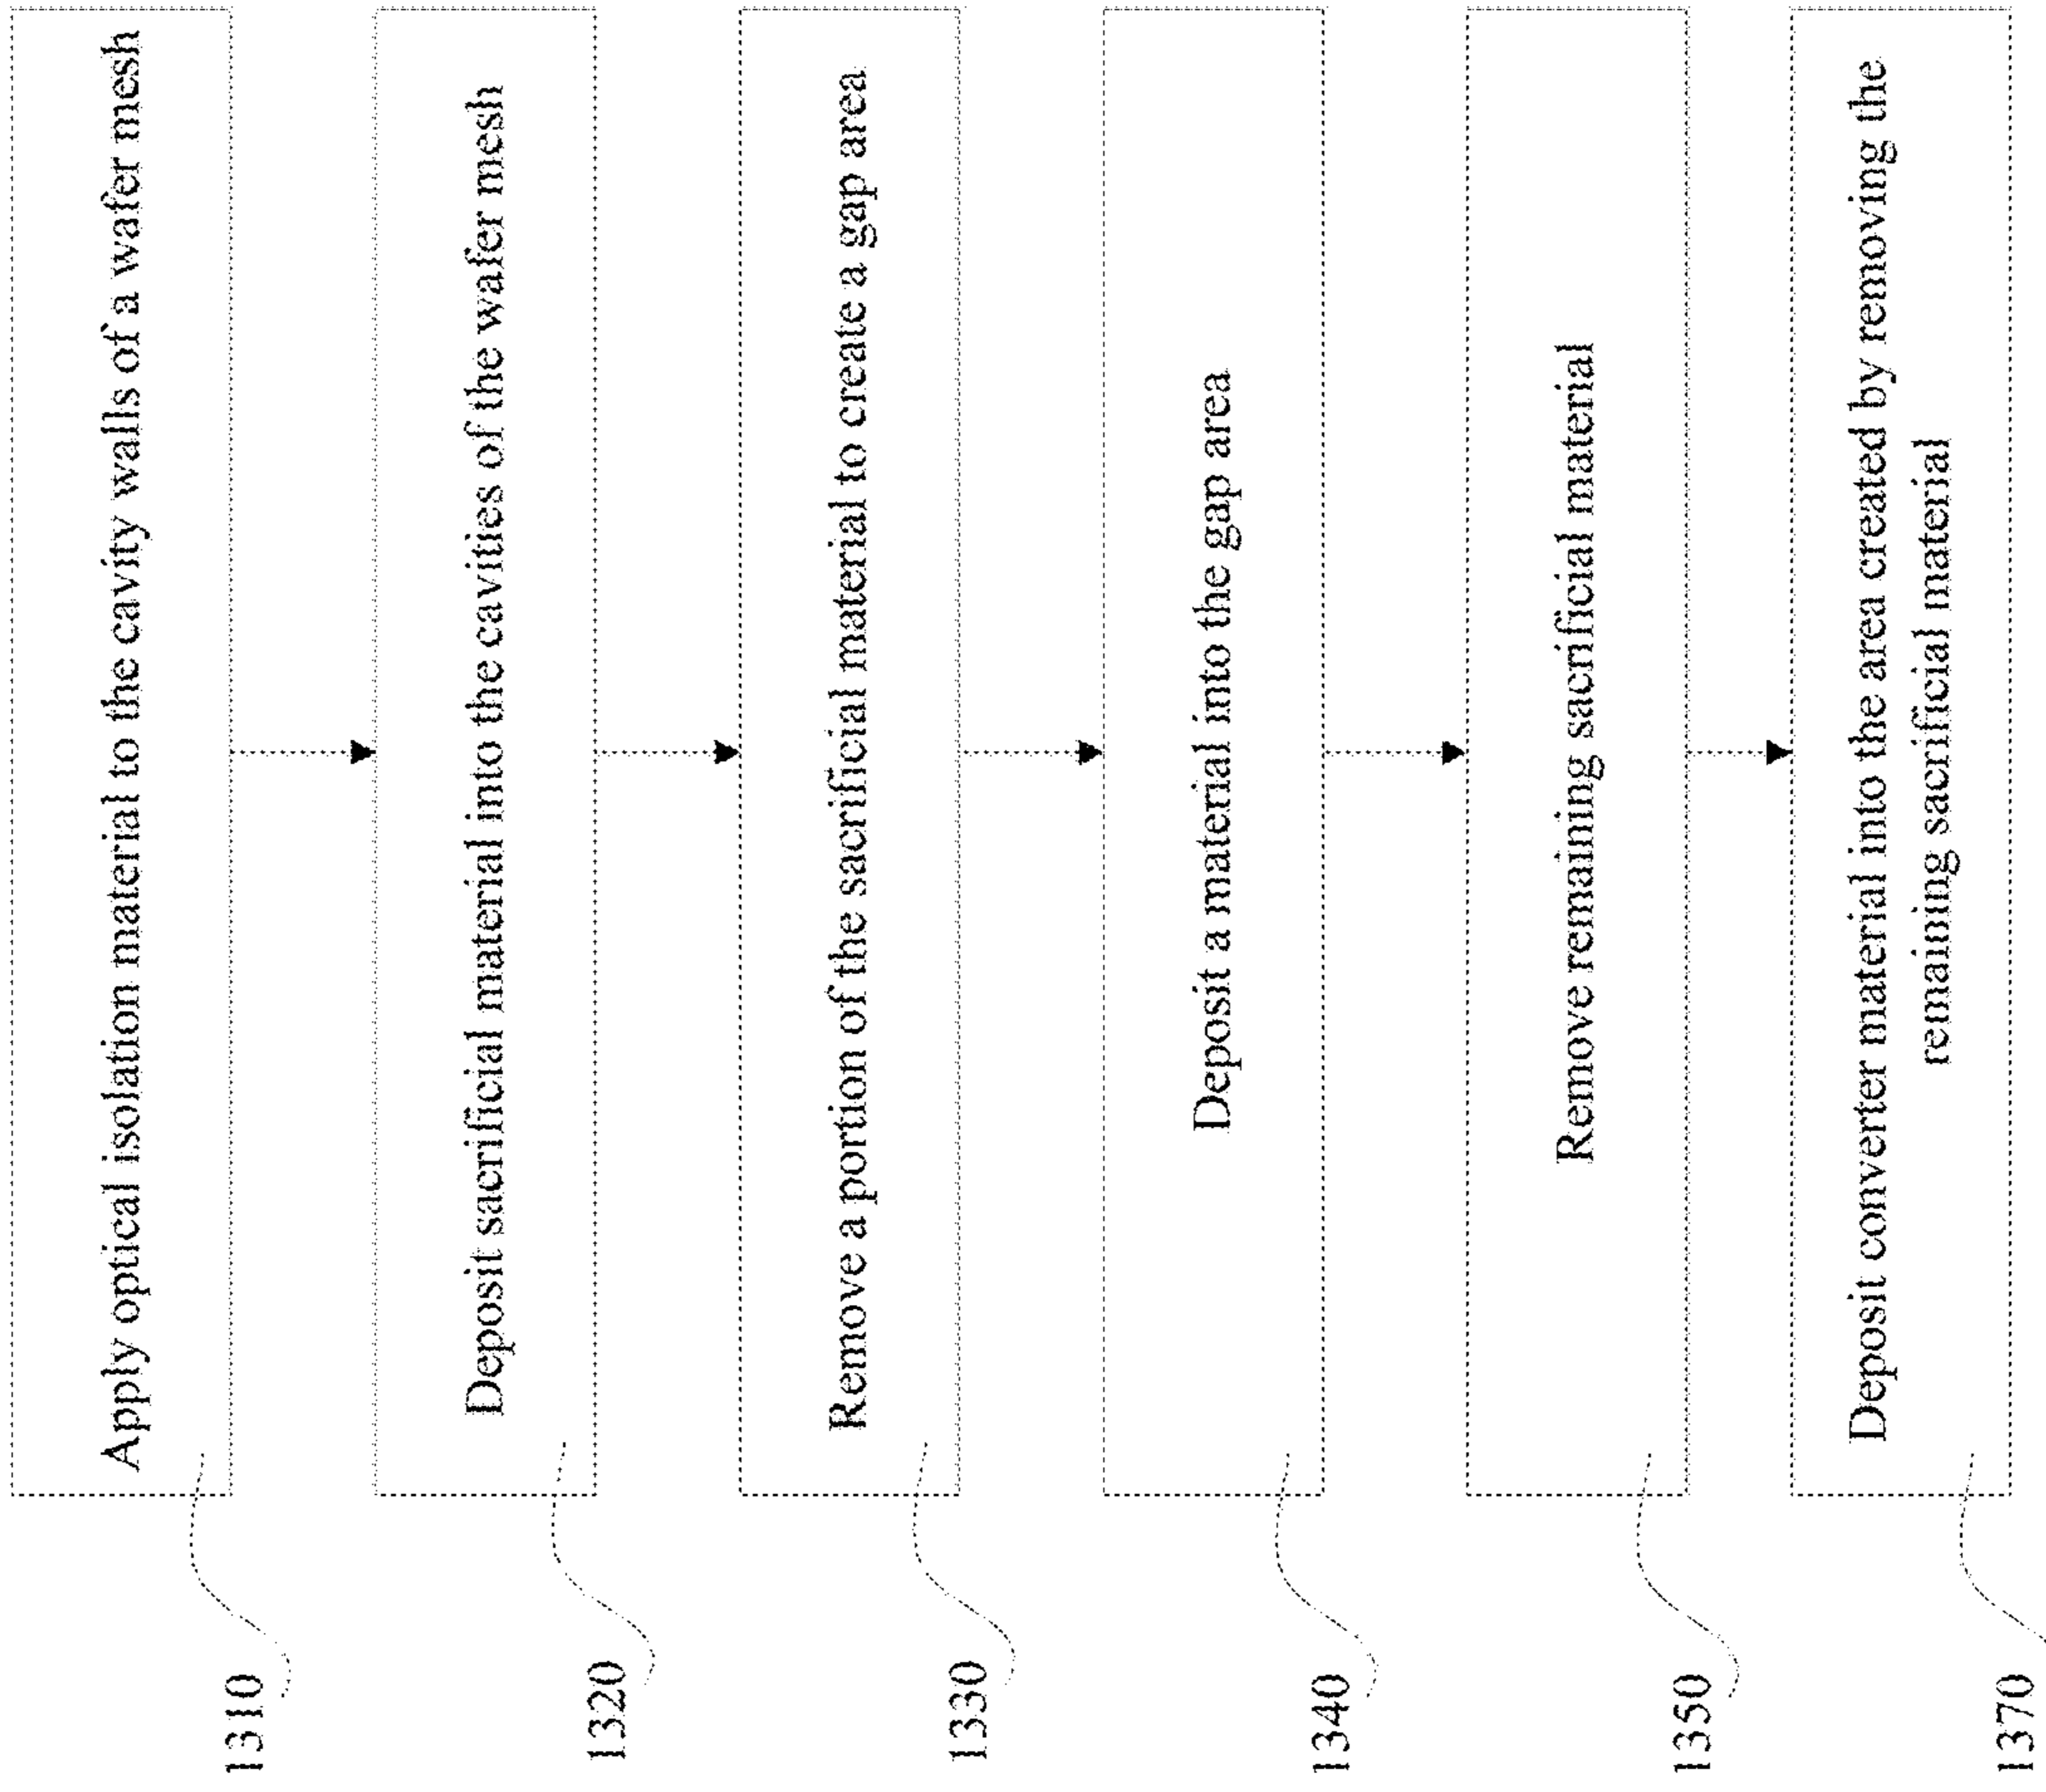 1310
Apply optical isolation material to the cavity walls of a wafer mesh
1320
Deposit sacrificial material into the cavities of the wafer mesh
1330
Remove a portion of the sacrificial material to create a gap area
1340
Deposit a material into the gap area
1350
Remove remaining sacrificial material
1370
Deposit converter material into the area created by removing the
remaining sacrificial material